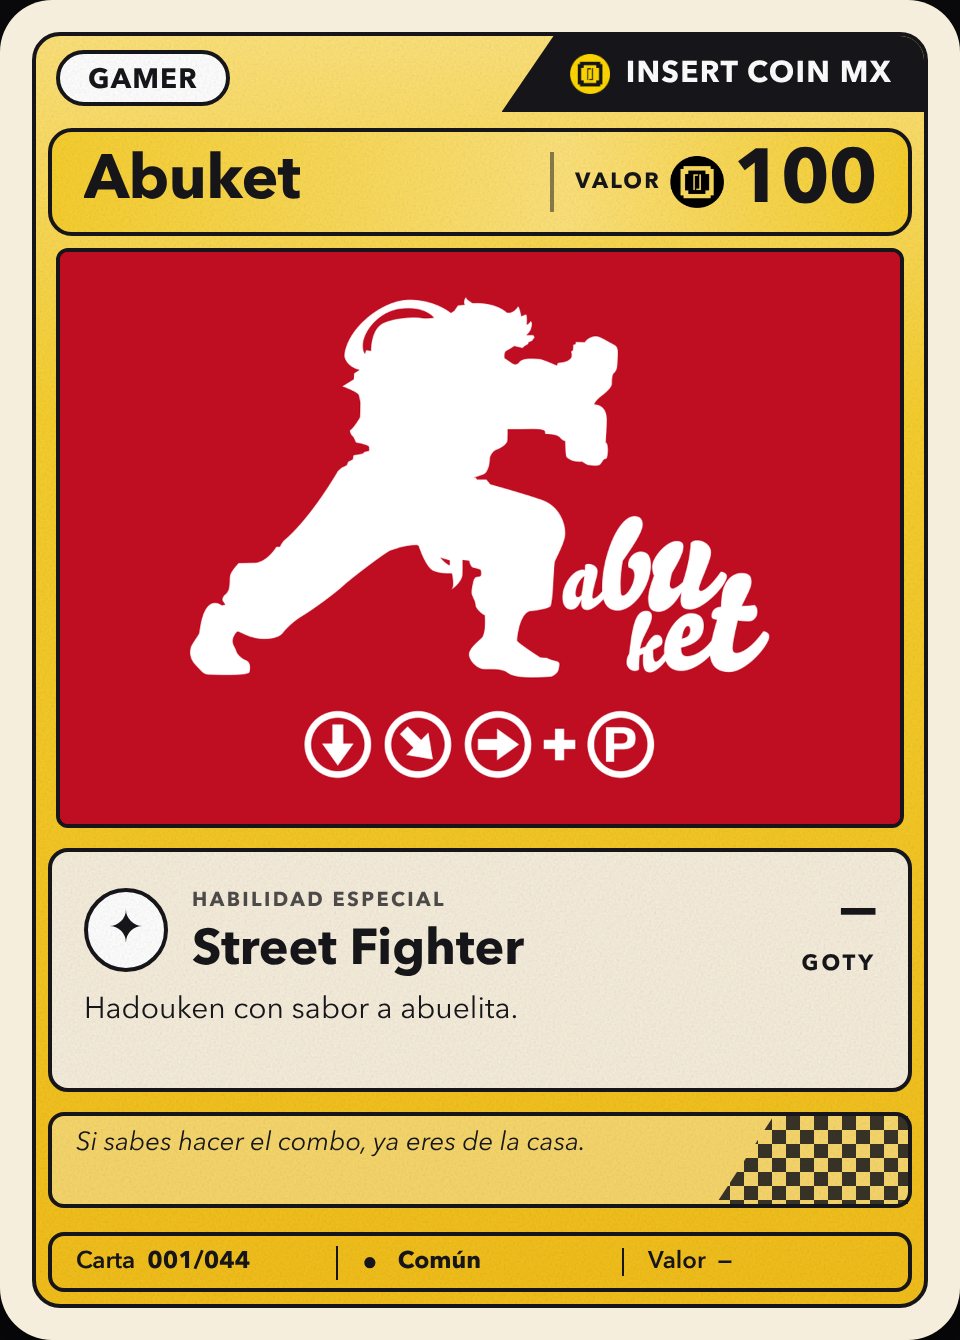 GAMER
INSERT COIN MX
Abuket
VALOR 100
abu
ket
+ P
HABILIDAD ESPECIAL
Street Fighter
–
GOTY
Hadouken con sabor a abuelita.
Si sabes hacer el combo, ya eres de la casa.
Carta 001/044 • Común Valor –